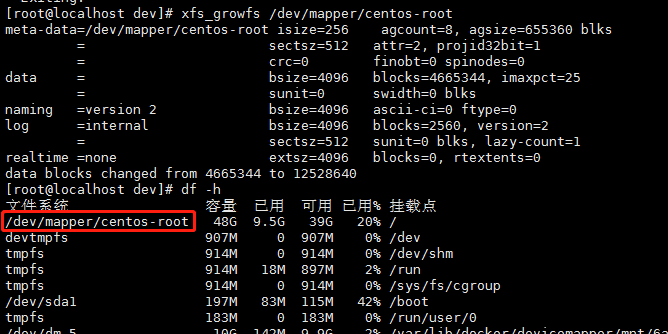 Exiting.
[root@localhost dev]# xfs_growfs /dev/mapper/centos-root
meta-data=/dev/mapper/centos-root isize=256    agcount=8, agsize=655360 blks
         =                       sectsz=512   attr=2, projid32bit=1
         =                       crc=0        finobt=0 spinodes=0
data     =                       bsize=4096   blocks=4665344, imaxpct=25
         =                       sunit=0      swidth=0 blks
naming   =version 2              bsize=4096   ascii-ci=0 ftype=0
log      =internal               bsize=4096   blocks=2560, version=2
         =                       sectsz=512   sunit=0 blks, lazy-count=1
realtime =none                   extsz=4096   blocks=0, rtextents=0
data blocks changed from 4665344 to 12528640
[root@localhost dev]# df -h
文件系统                 容量  已用  可用 已用% 挂载点
/dev/mapper/centos-root   48G  9.5G   39G   20% /
devtmpfs                 907M     0  907M    0% /dev
tmpfs                    914M     0  914M    0% /dev/shm
tmpfs                    914M   18M  897M    2% /run
tmpfs                    914M     0  914M    0% /sys/fs/cgroup
/dev/sda1                197M   83M  115M   42% /boot
tmpfs                    183M     0  183M    0% /run/user/0
/dev/dm-5                 10G  142M  9.9G    2% /var/lib/docker/devicemapper/mnt/6